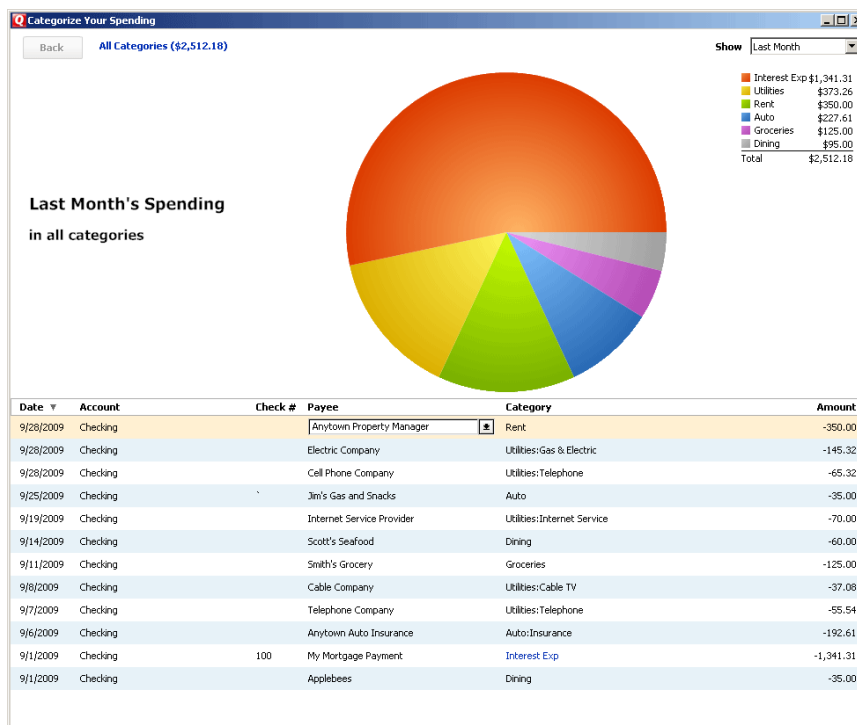 Categorize Your Spending
Back All Categories ($2,512.18) Show Last Month
Interest Exp $1,341.31
Utilities $373.26
Rent $350.00
Auto $227.61
Groceries $125.00
Dining $95.00
Total $2,512.18
Last Month's Spending
in all categories
Date Account Check # Payee Category Amount
9/28/2009 Checking Anytown Property Manager Rent -350.00
9/28/2009 Checking Electric Company Utilities:Gas & Electric -145.32
9/28/2009 Checking Cell Phone Company Utilities:Telephone -65.32
9/25/2009 Checking ` Jim's Gas and Snacks Auto -35.00
9/19/2009 Checking Internet Service Provider Utilities:Internet Service -70.00
9/14/2009 Checking Scott's Seafood Dining -60.00
9/11/2009 Checking Smith's Grocery Groceries -125.00
9/8/2009 Checking Cable Company Utilities:Cable TV -37.08
9/7/2009 Checking Telephone Company Utilities:Telephone -55.54
9/6/2009 Checking Anytown Auto Insurance Auto:Insurance -192.61
9/1/2009 Checking 100 My Mortgage Payment Interest Exp -1,341.31
9/1/2009 Checking Applebees Dining -35.00